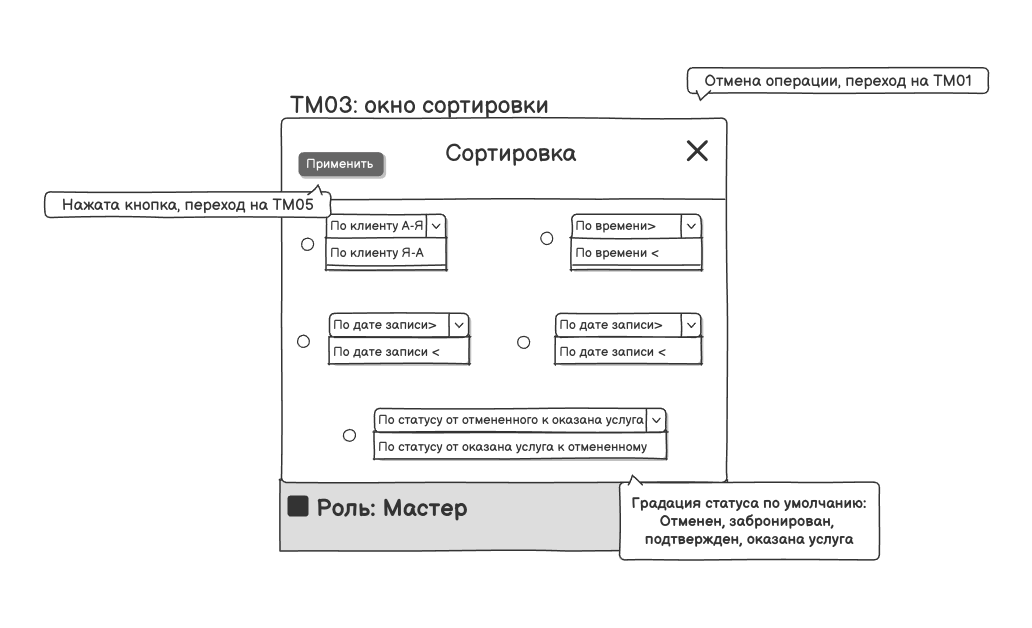 Отмена операции, переход на ТМ01
ТМ03: окно сортировки
Сортировка
Применить
Нажата кнопка, переход на ТМ05
По клиенту А-Я
По клиенту Я-А
По времени>
По времени <
По дате записи>
По дате записи <
По дате записи>
По дате записи <
По статусу от отмененного к оказана услуга
По статусу от оказана услуга к отмененному
Роль: Мастер
Градация статуса по умолчанию:
Отменен, забронирован,
подтвержден, оказана услуга